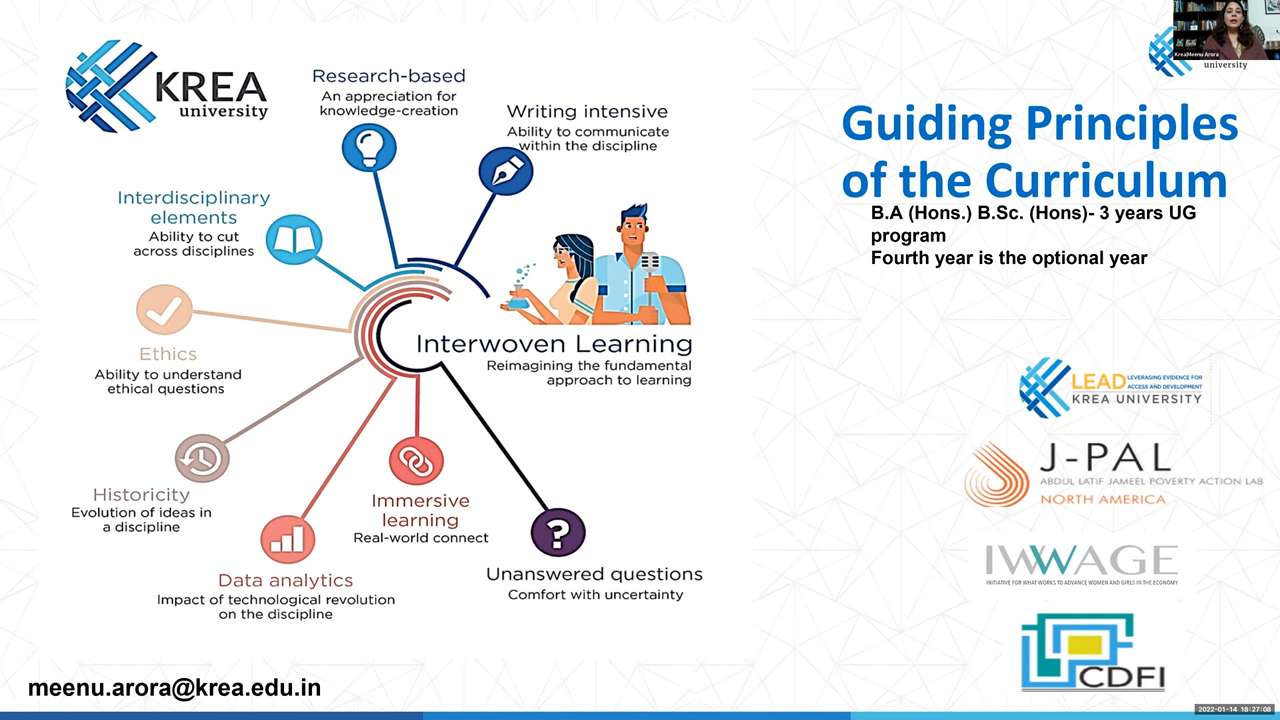 KREA
university
Research-based
An appreciation for
knowledge-creation
Writing intensive
Ability to communicate
within the discipline
Interdisciplinary
elements
Ability to cut
across disciplines
Ethics
Ability to understand
ethical questions
Historicity
Evolution of ideas in
a discipline
Data analytics
Impact of technological revolution
on the discipline
Immersive
learning
Real-world connect
Unanswered questions
Comfort with uncertainty
Interwoven Learning
Reimagining the fundamental
approach to learning
meenu.arora@krea.edu.in
Krea|Meenu Arora
university
Guiding Principles
of the Curriculum
B.A (Hons.) B.Sc. (Hons)- 3 years UG
program
Fourth year is the optional year
LEAD LEVERAGING EVIDENCE FOR
ACCESS AND DEVELOPMENT
KREA UNIVERSITY
J-PAL
ABDUL LATIF JAMEEL POVERTY ACTION LAB
NORTH AMERICA
IWWAGE
INITIATIVE FOR WHAT WORKS TO ADVANCE WOMEN AND GIRLS IN THE ECONOMY
CDFI
2022-01-14 18:27:08